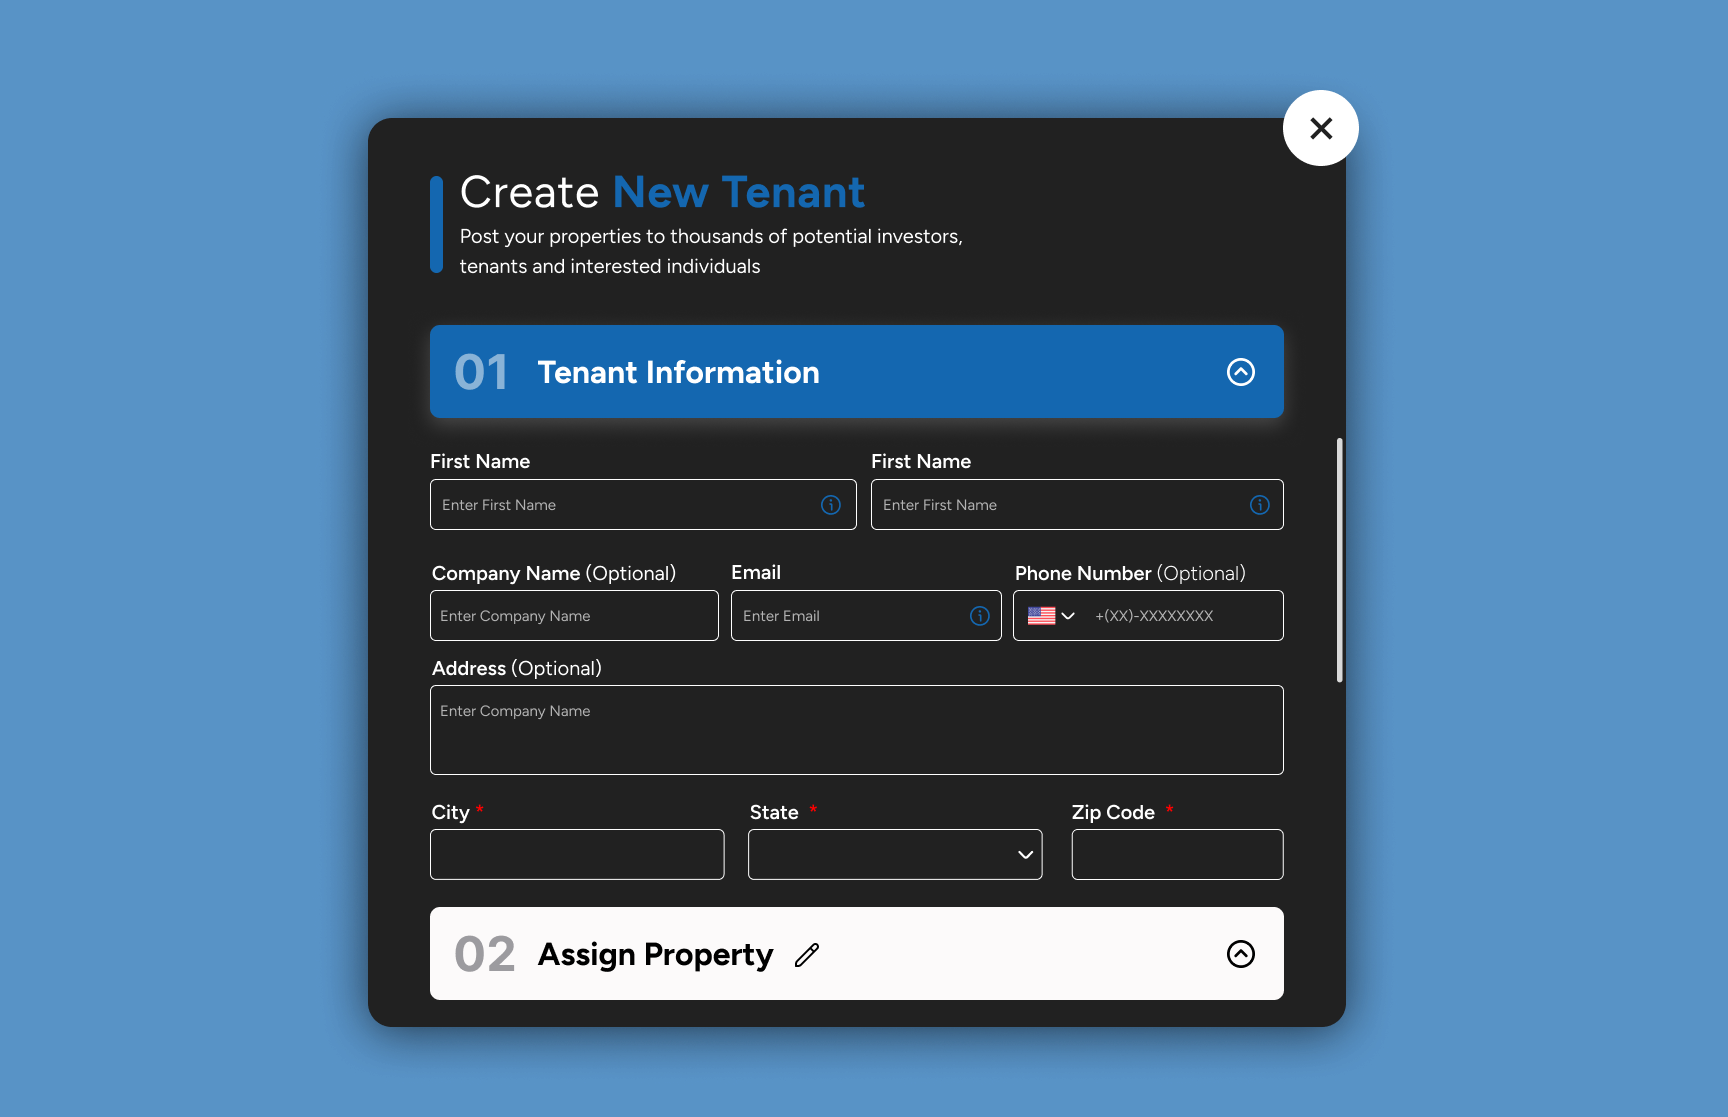 Create New Tenant
Post your properties to thousands of potential investors,
tenants and interested individuals
01 Tenant Information
First Name First Name
Enter First Name Enter First Name
Company Name (Optional) Email Phone Number (Optional)
Enter Company Name Enter Email +(XX)-XXXXXXXX
Address (Optional)
Enter Company Name
City * State * Zip Code *
02 Assign Property